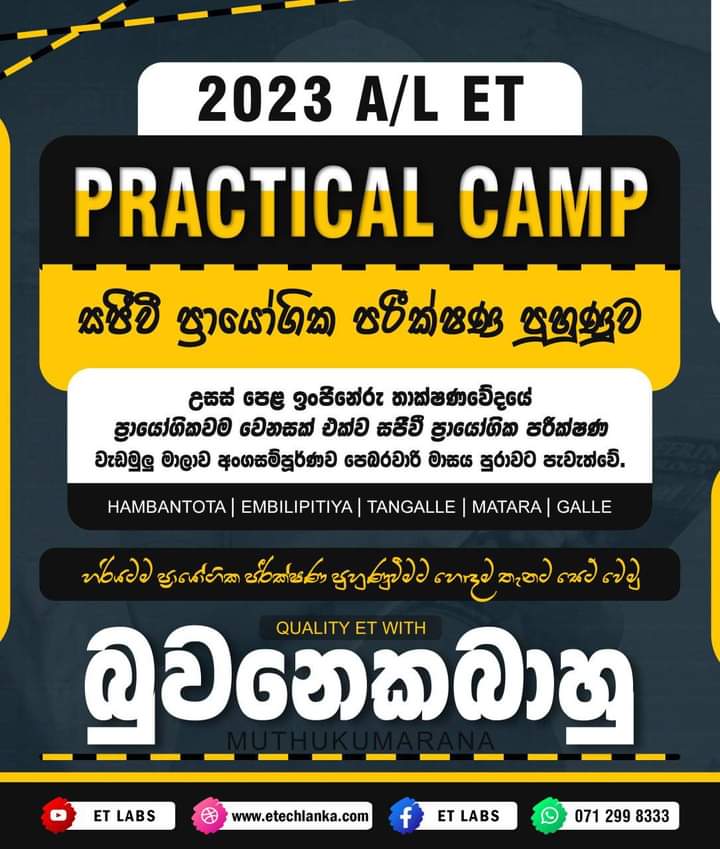 2023 A/L ET
PRACTICAL CAMP
සජීවී ප්‍රායෝගික පරීක්ෂණ පුහුණුව
උසස් පෙළ ඉංජිනේරු තාක්ෂණවේදයේ
ප්‍රායෝගිකවම වෙනසක් එක්ව සජීවී ප්‍රායෝගික පරීක්ෂණ
වැඩමුලු මාලාව අංගසම්පූර්ණව පෙබරවාරි මාසය පුරාවට පැවැත්වේ.
HAMBANTOTA | EMBILIPITIYA | TANGALLE | MATARA | GALLE
හරියටම ප්‍රායෝගික පරීක්ෂණ පුහුණුවීමට හොඳම තැනට සෙට් වෙමු
QUALITY ET WITH
බුවනෙකබාහු
MUTHUKUMARANA
ET LABS
www.etechlanka.com
ET LABS
071 299 8333